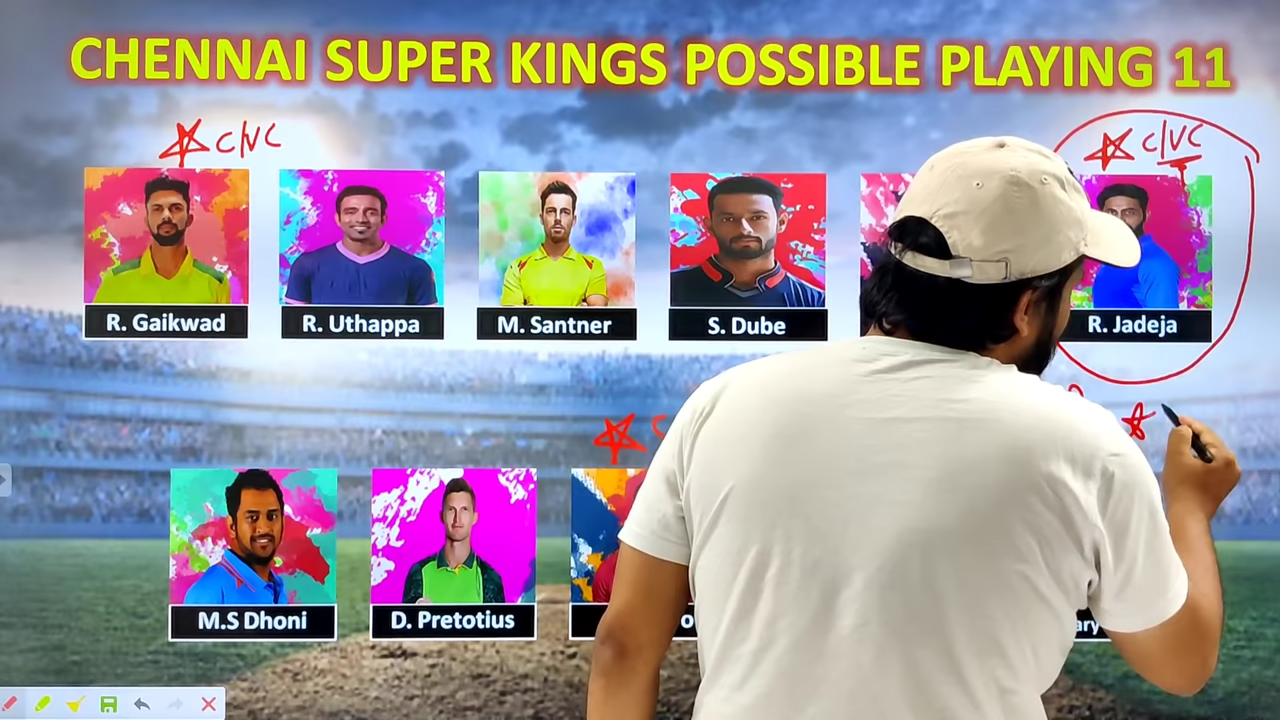 CHENNAI SUPER KINGS POSSIBLE PLAYING 11
C/VC
C/VC
R. Gaikwad
R. Uthappa
M. Santner
S. Dube
R. Jadeja
M.S Dhoni
D. Pretotius